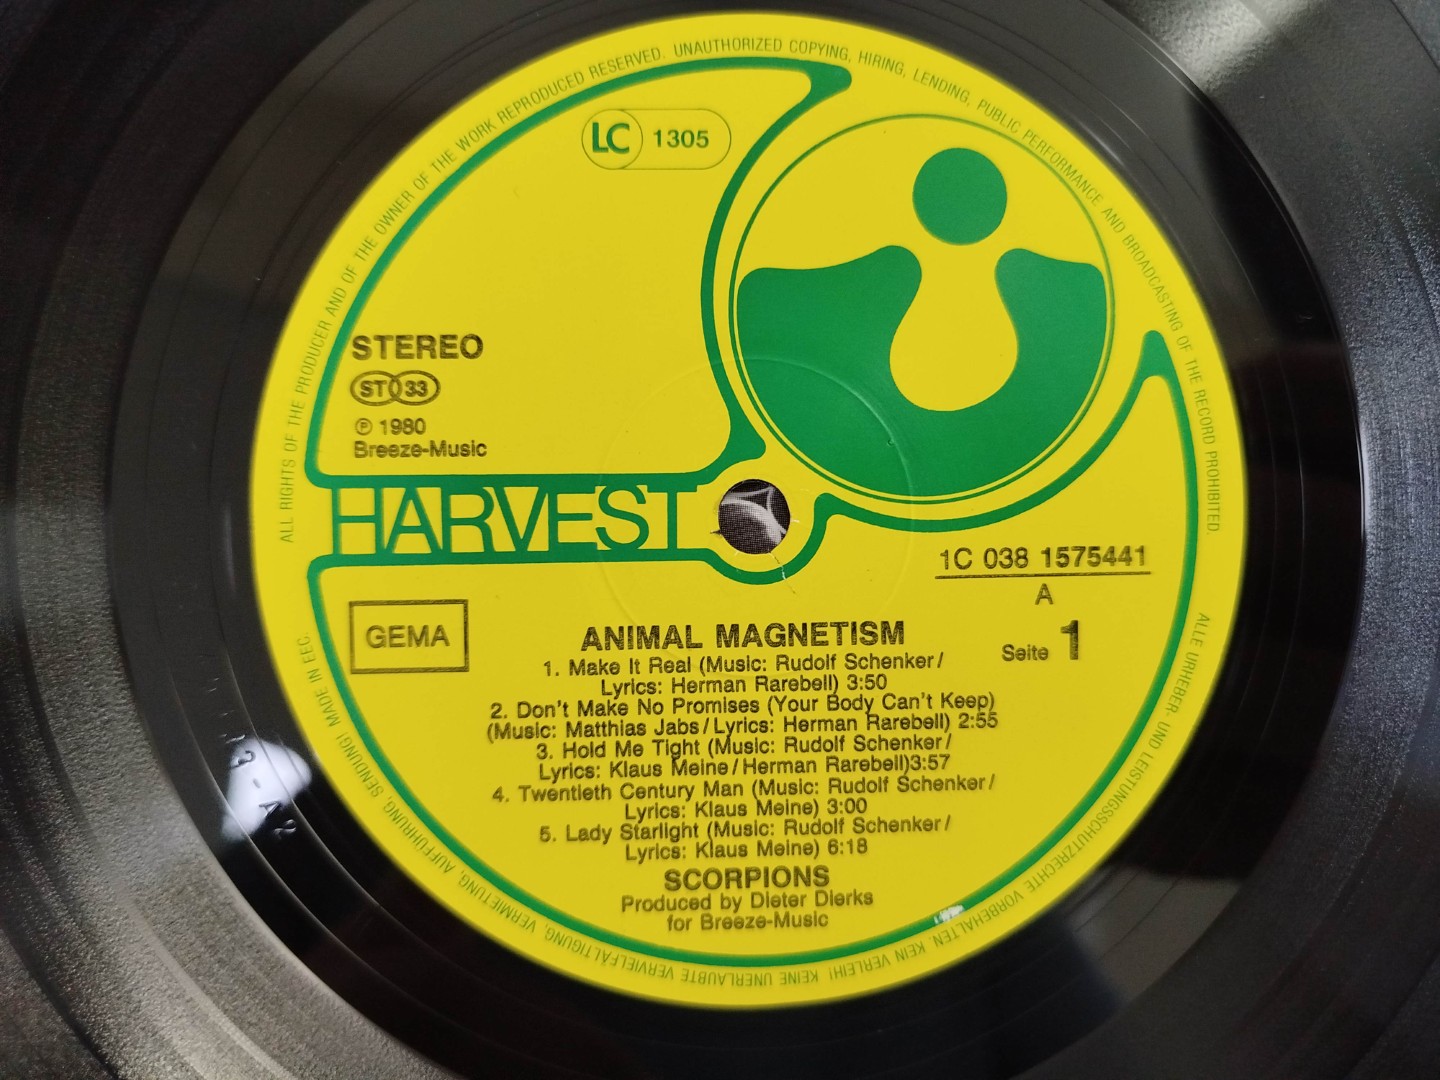 ALL RIGHTS OF THE PRODUCER AND OF THE OWNER OF THE WORK REPRODUCED RESERVED. UNAUTHORIZED COPYING, HIRING, LENDING, PUBLIC PERFORMANCE AND BROADCASTING OF THE RECORD PROHIBITED.
LC 1305
STEREO
ST 33
℗ 1980
Breeze-Music
HARVEST
1C 038 1575441
A
Seite 1
GEMA
ANIMAL MAGNETISM
1. Make It Real (Music: Rudolf Schenker/
Lyrics: Herman Rarebell) 3:50
2. Don't Make No Promises (Your Body Can't Keep)
(Music: Matthias Jabs/Lyrics: Herman Rarebell) 2:55
3. Hold Me Tight (Music: Rudolf Schenker/
Lyrics: Klaus Meine/Herman Rarebell)3:57
4. Twentieth Century Man (Music: Rudolf Schenker/
Lyrics: Klaus Meine) 3:00
5. Lady Starlight (Music: Rudolf Schenker/
Lyrics: Klaus Meine) 6:18
SCORPIONS
Produced by Dieter Dierks
for Breeze-Music
ALLE URHEBER- UND LEISTUNGSSCHUTZRECHTE VORBEHALTEN. KEIN VERLEIH! KEINE UNERLAUBTE VERVIELFÄLTIGUNG, VERMIETUNG, AUFFÜHRUNG, SENDUNG! MADE IN EEC.